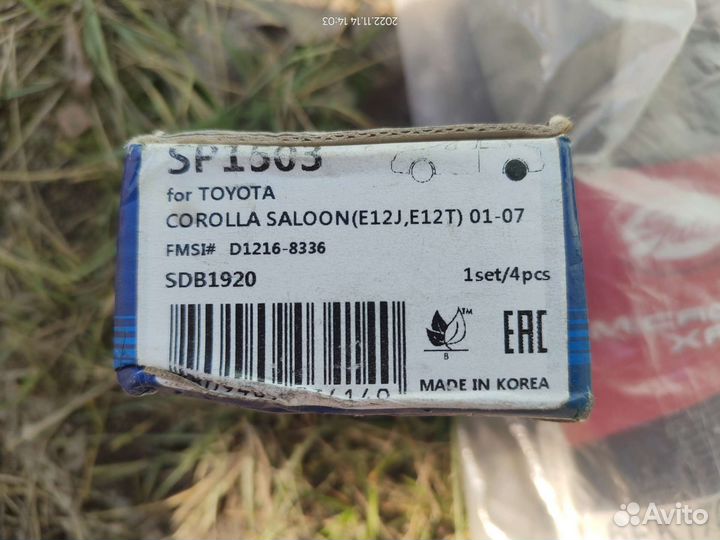 2022.11.14 14:03
SP1603
for TOYOTA
COROLLA SALOON(E12J,E12T) 01-07
FMSI# D1216-8336
SDB1920
1set/4pcs
TM
B
EAC
MADE IN KOREA
Avito